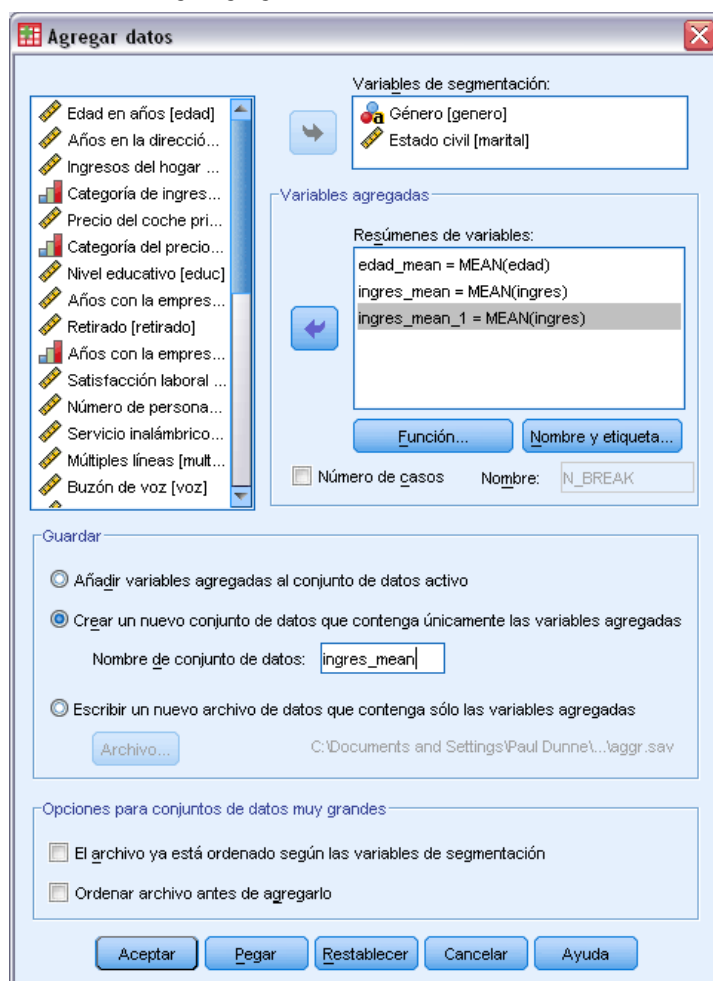 Agregar datos
Edad en años [edad]
Años en la direcció...
Ingresos del hogar ...
Categoría de ingres...
Precio del coche pri...
Categoría del precio...
Nivel educativo [educ]
Años con la empres...
Retirado [retirado]
Años con la empres...
Satisfacción laboral ...
Número de persona...
Servicio inalámbrico...
Múltiples líneas [mult...
Buzón de voz [voz]
Variables de segmentación:
Género [genero]
Estado civil [marital]
Variables agregadas
Resúmenes de variables:
edad_mean = MEAN(edad)
ingres_mean = MEAN(ingres)
ingres_mean_1 = MEAN(ingres)
Función... Nombre y etiqueta...
Número de casos Nombre: N_BREAK
Guardar
Añadir variables agregadas al conjunto de datos activo
Crear un nuevo conjunto de datos que contenga únicamente las variables agregadas
Nombre de conjunto de datos: ingres_mean
Escribir un nuevo archivo de datos que contenga sólo las variables agregadas
Archivo... C:\Documents and Settings\Paul Dunne\...\aggr.sav
Opciones para conjuntos de datos muy grandes
El archivo ya está ordenado según las variables de segmentación
Ordenar archivo antes de agregarlo
Aceptar Pegar Restablecer Cancelar Ayuda